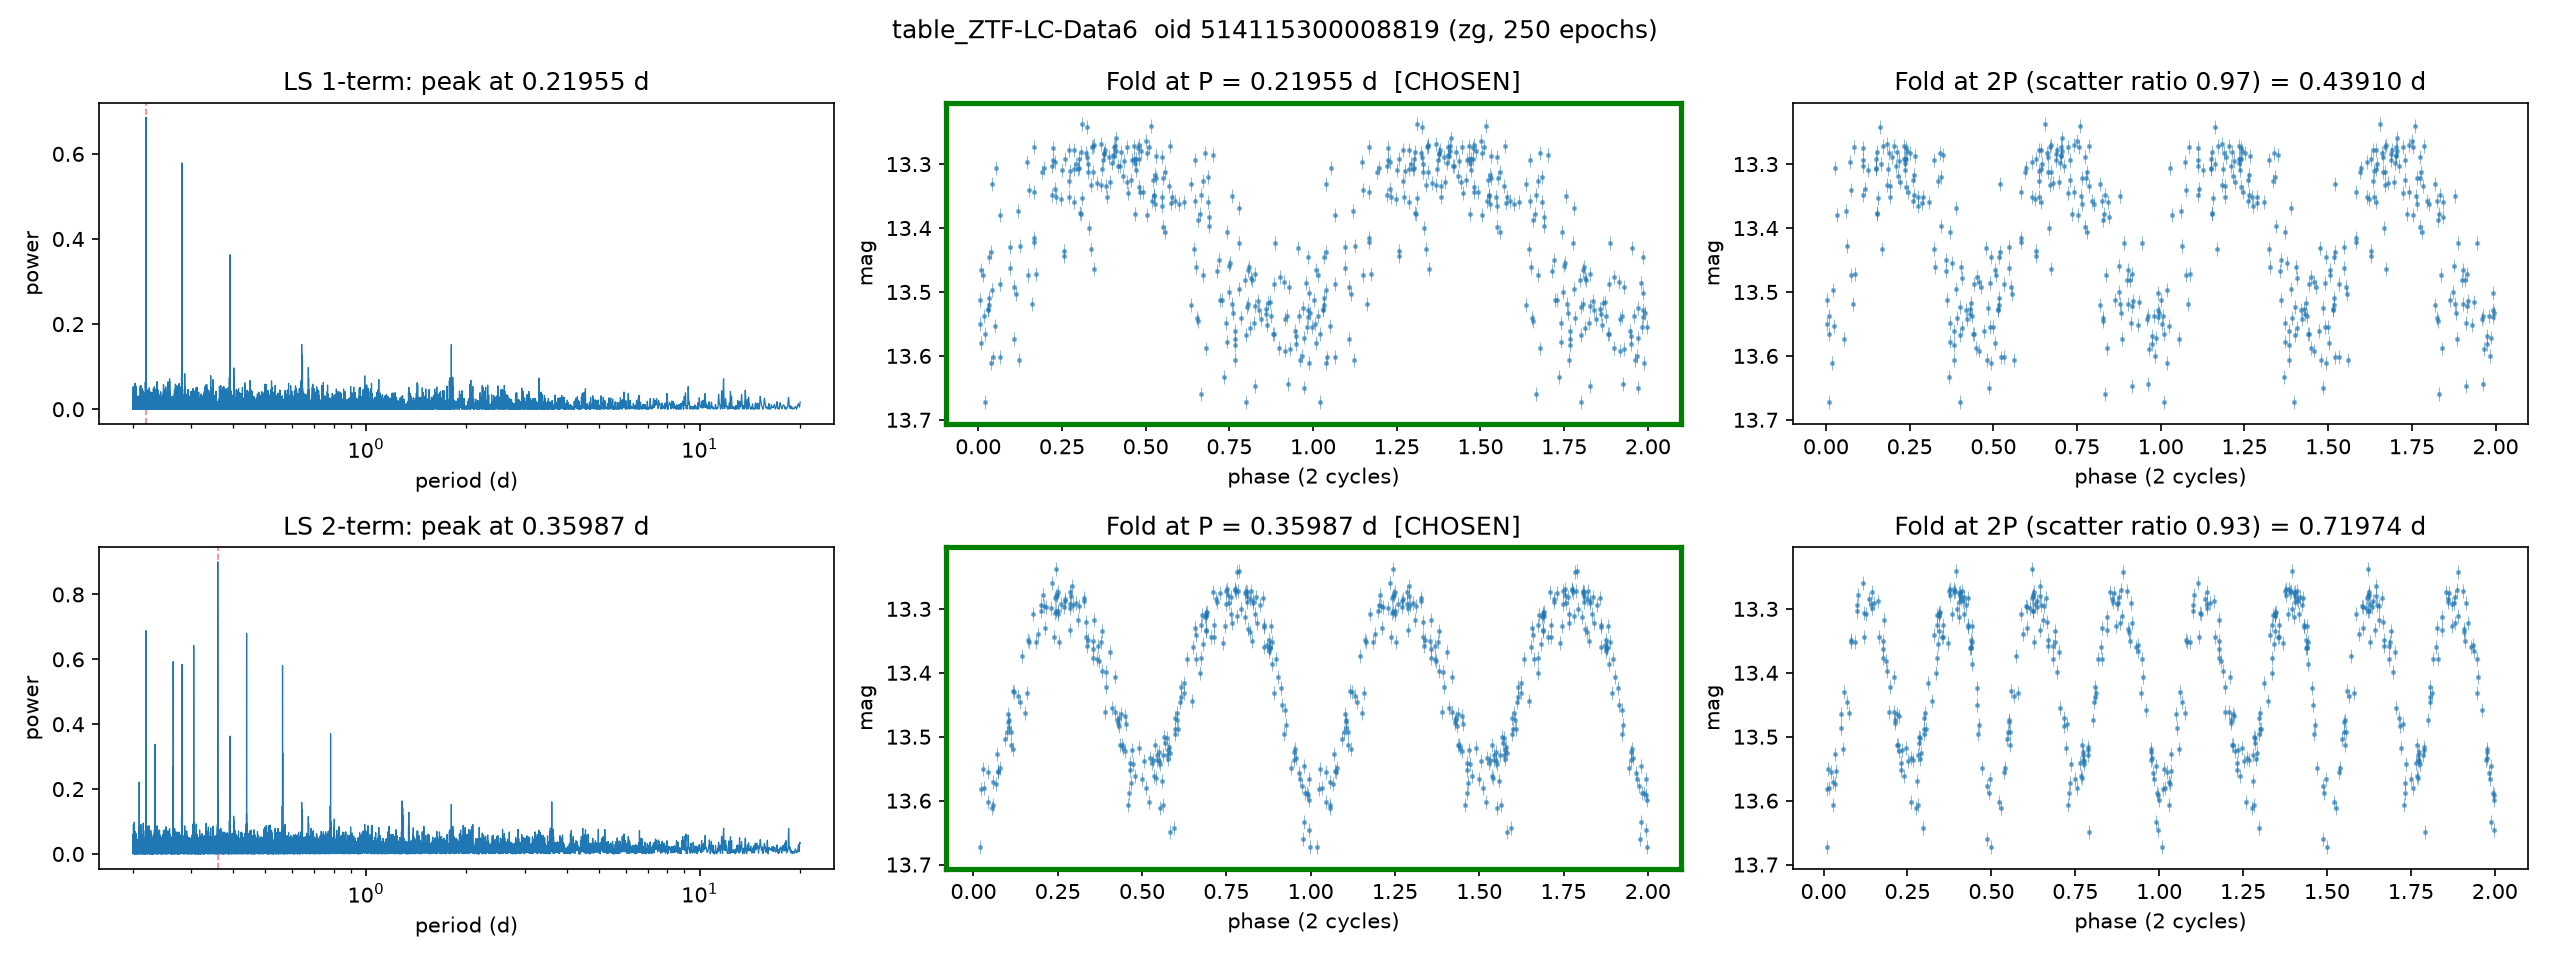 table_ZTF-LC-Data6 oid 514115300008819 (zg, 250 epochs)
LS 1-term: peak at 0.21955 d
power
0.6
0.4
0.2
0.0
10⁰
10¹
period (d)
Fold at P = 0.21955 d [CHOSEN]
mag
13.3
13.4
13.5
13.6
13.7
0.00 0.25 0.50 0.75 1.00 1.25 1.50 1.75 2.00
phase (2 cycles)
Fold at 2P (scatter ratio 0.97) = 0.43910 d
mag
13.3
13.4
13.5
13.6
13.7
0.00 0.25 0.50 0.75 1.00 1.25 1.50 1.75 2.00
phase (2 cycles)
LS 2-term: peak at 0.35987 d
power
0.8
0.6
0.4
0.2
0.0
10⁰
10¹
period (d)
Fold at P = 0.35987 d [CHOSEN]
mag
13.3
13.4
13.5
13.6
13.7
0.00 0.25 0.50 0.75 1.00 1.25 1.50 1.75 2.00
phase (2 cycles)
Fold at 2P (scatter ratio 0.93) = 0.71974 d
mag
13.3
13.4
13.5
13.6
13.7
0.00 0.25 0.50 0.75 1.00 1.25 1.50 1.75 2.00
phase (2 cycles)